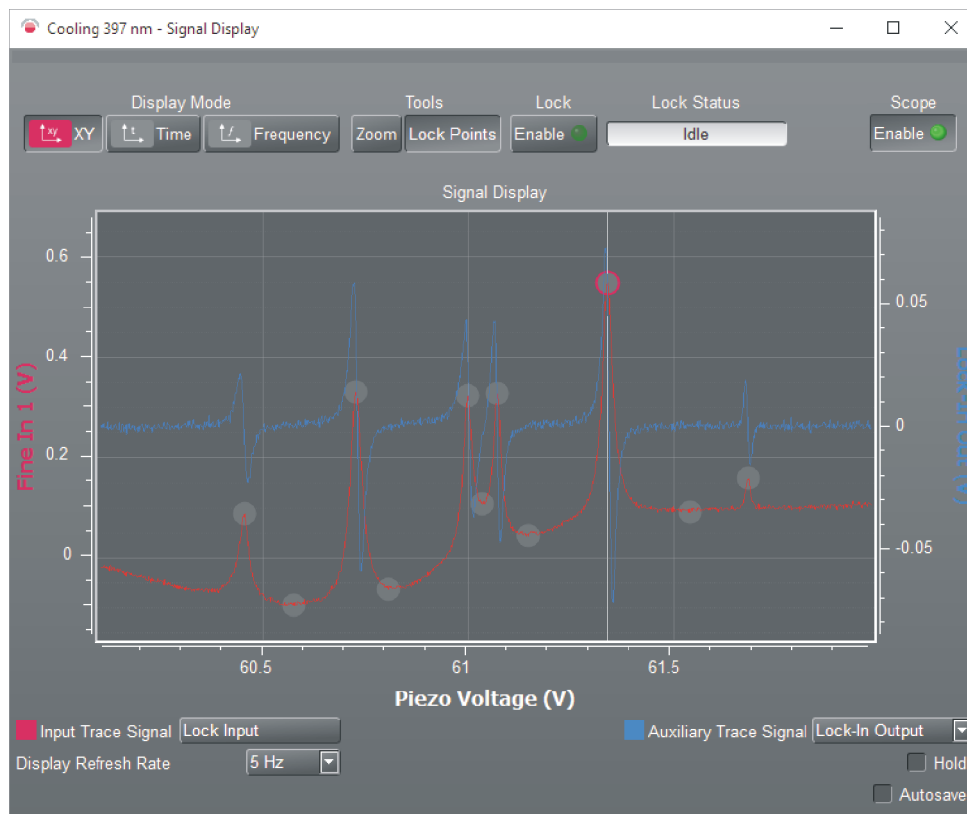 Cooling 397 nm - Signal Display
Display Mode Tools Lock Lock Status Scope
xy XY t Time f Frequency Zoom Lock Points Enable Idle Enable
Signal Display
0.6
0.05
0.4
0
0.2
-0.05
0
Fine In 1 (V)
60.5 61 61.5
Piezo Voltage (V)
Input Trace Signal Lock Input Auxiliary Trace Signal Lock-In Output
Display Refresh Rate 5 Hz Hold
Autosave